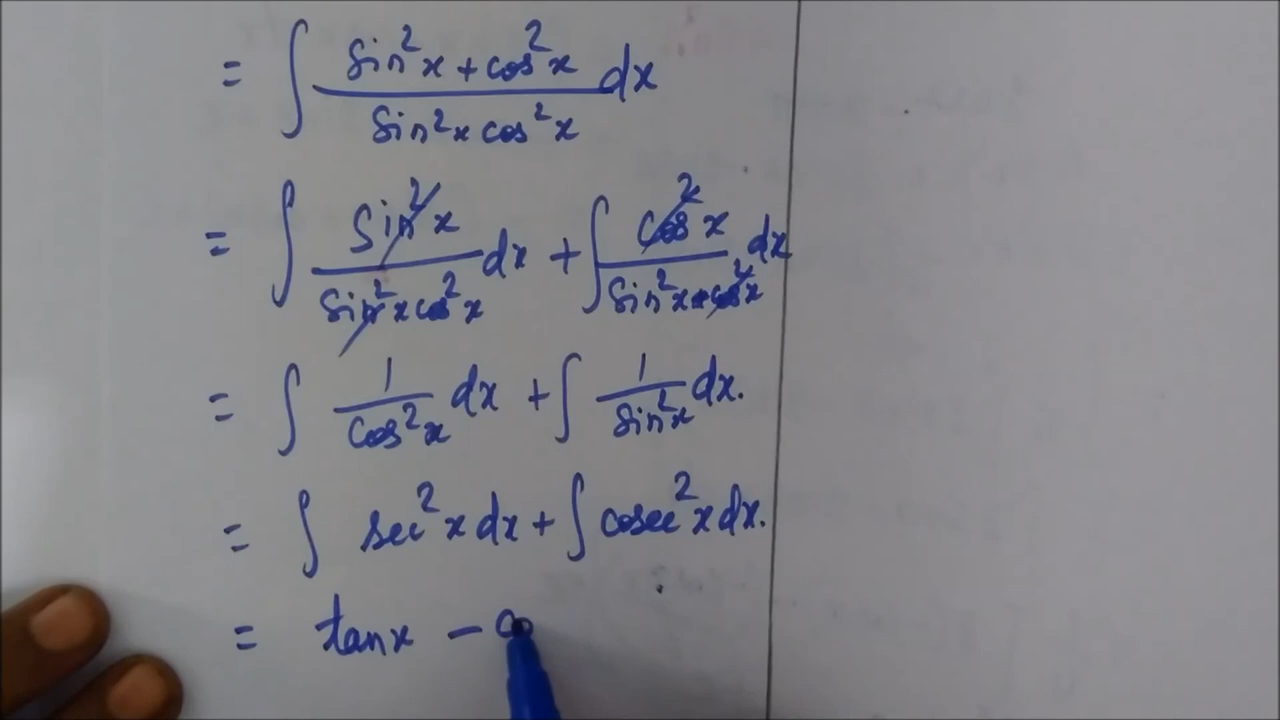 = ∫ Sin²x + cos²x / Sin²x cos²x dx
= ∫ Sin²x / Sin²x cos²x dx + ∫ cos²x / Sin²x cos²x dx
= ∫ 1 / cos²x dx + ∫ 1 / Sin²x dx.
= ∫ sec²x dx + ∫ cosec²x dx.
= tanx -